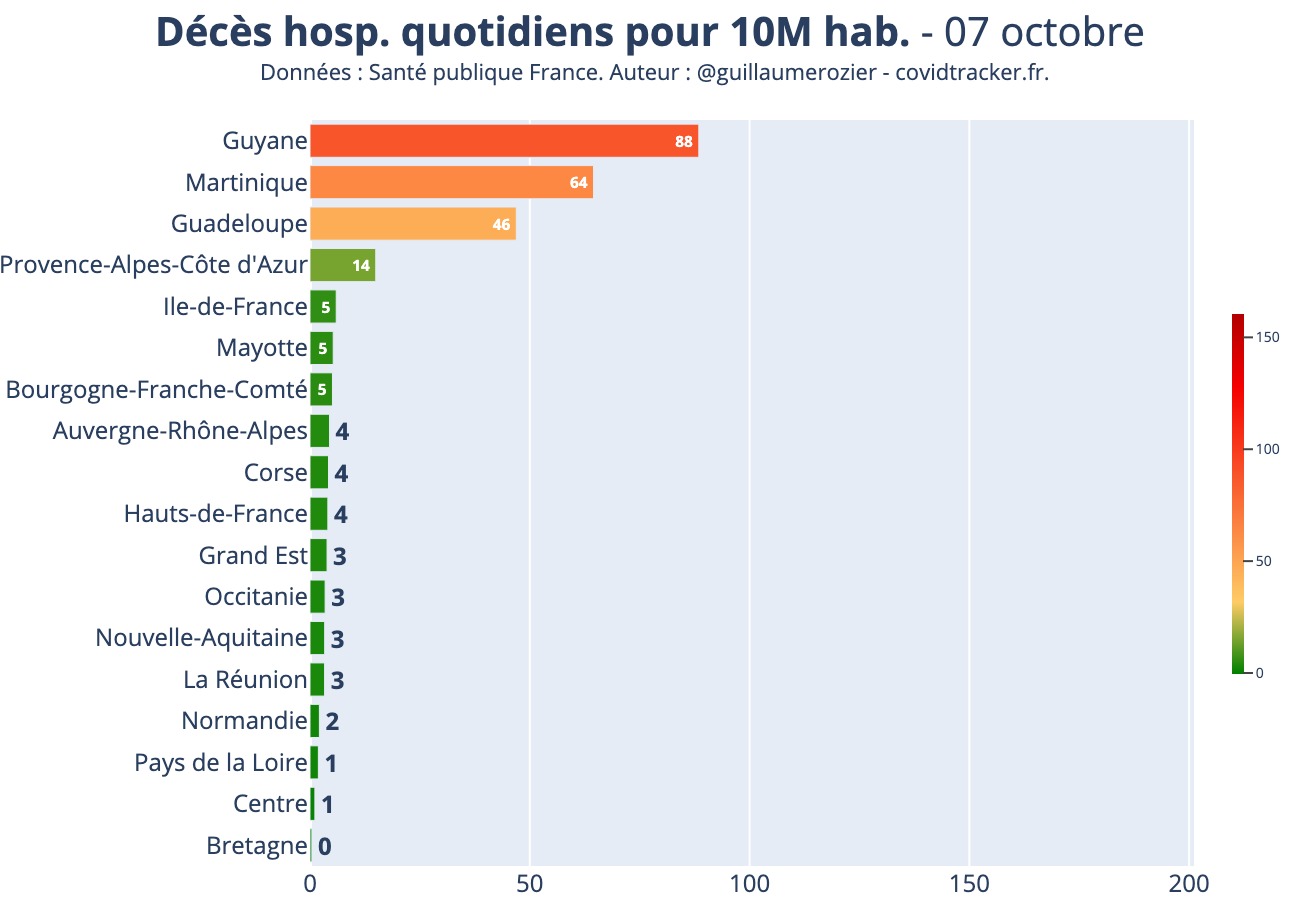 Décès hosp. quotidiens pour 10M hab. - 07 octobre
Données : Santé publique France. Auteur : @guillaumerozier - covidtracker.fr.
Guyane 88
Martinique 64
Guadeloupe 46
Provence-Alpes-Côte d'Azur 14
Ile-de-France 5
Mayotte 5
Bourgogne-Franche-Comté 5
Auvergne-Rhône-Alpes 4
Corse 4
Hauts-de-France 4
Grand Est 3
Occitanie 3
Nouvelle-Aquitaine 3
La Réunion 3
Normandie 2
Pays de la Loire 1
Centre 1
Bretagne 0
0 50 100 150 200
150
100
50
0